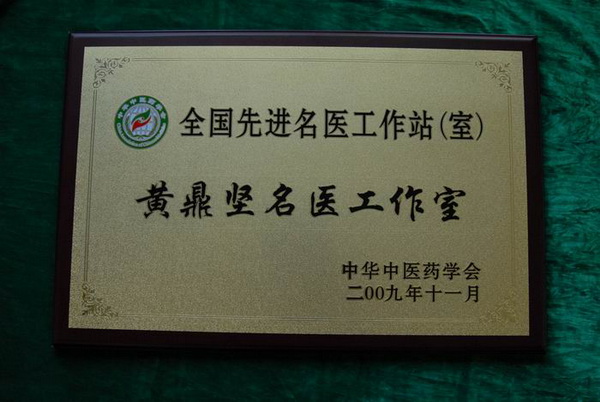 全国先进名医工作站(室)
黄鼎坚名医工作室
中华中医药学会
二00九年十一月